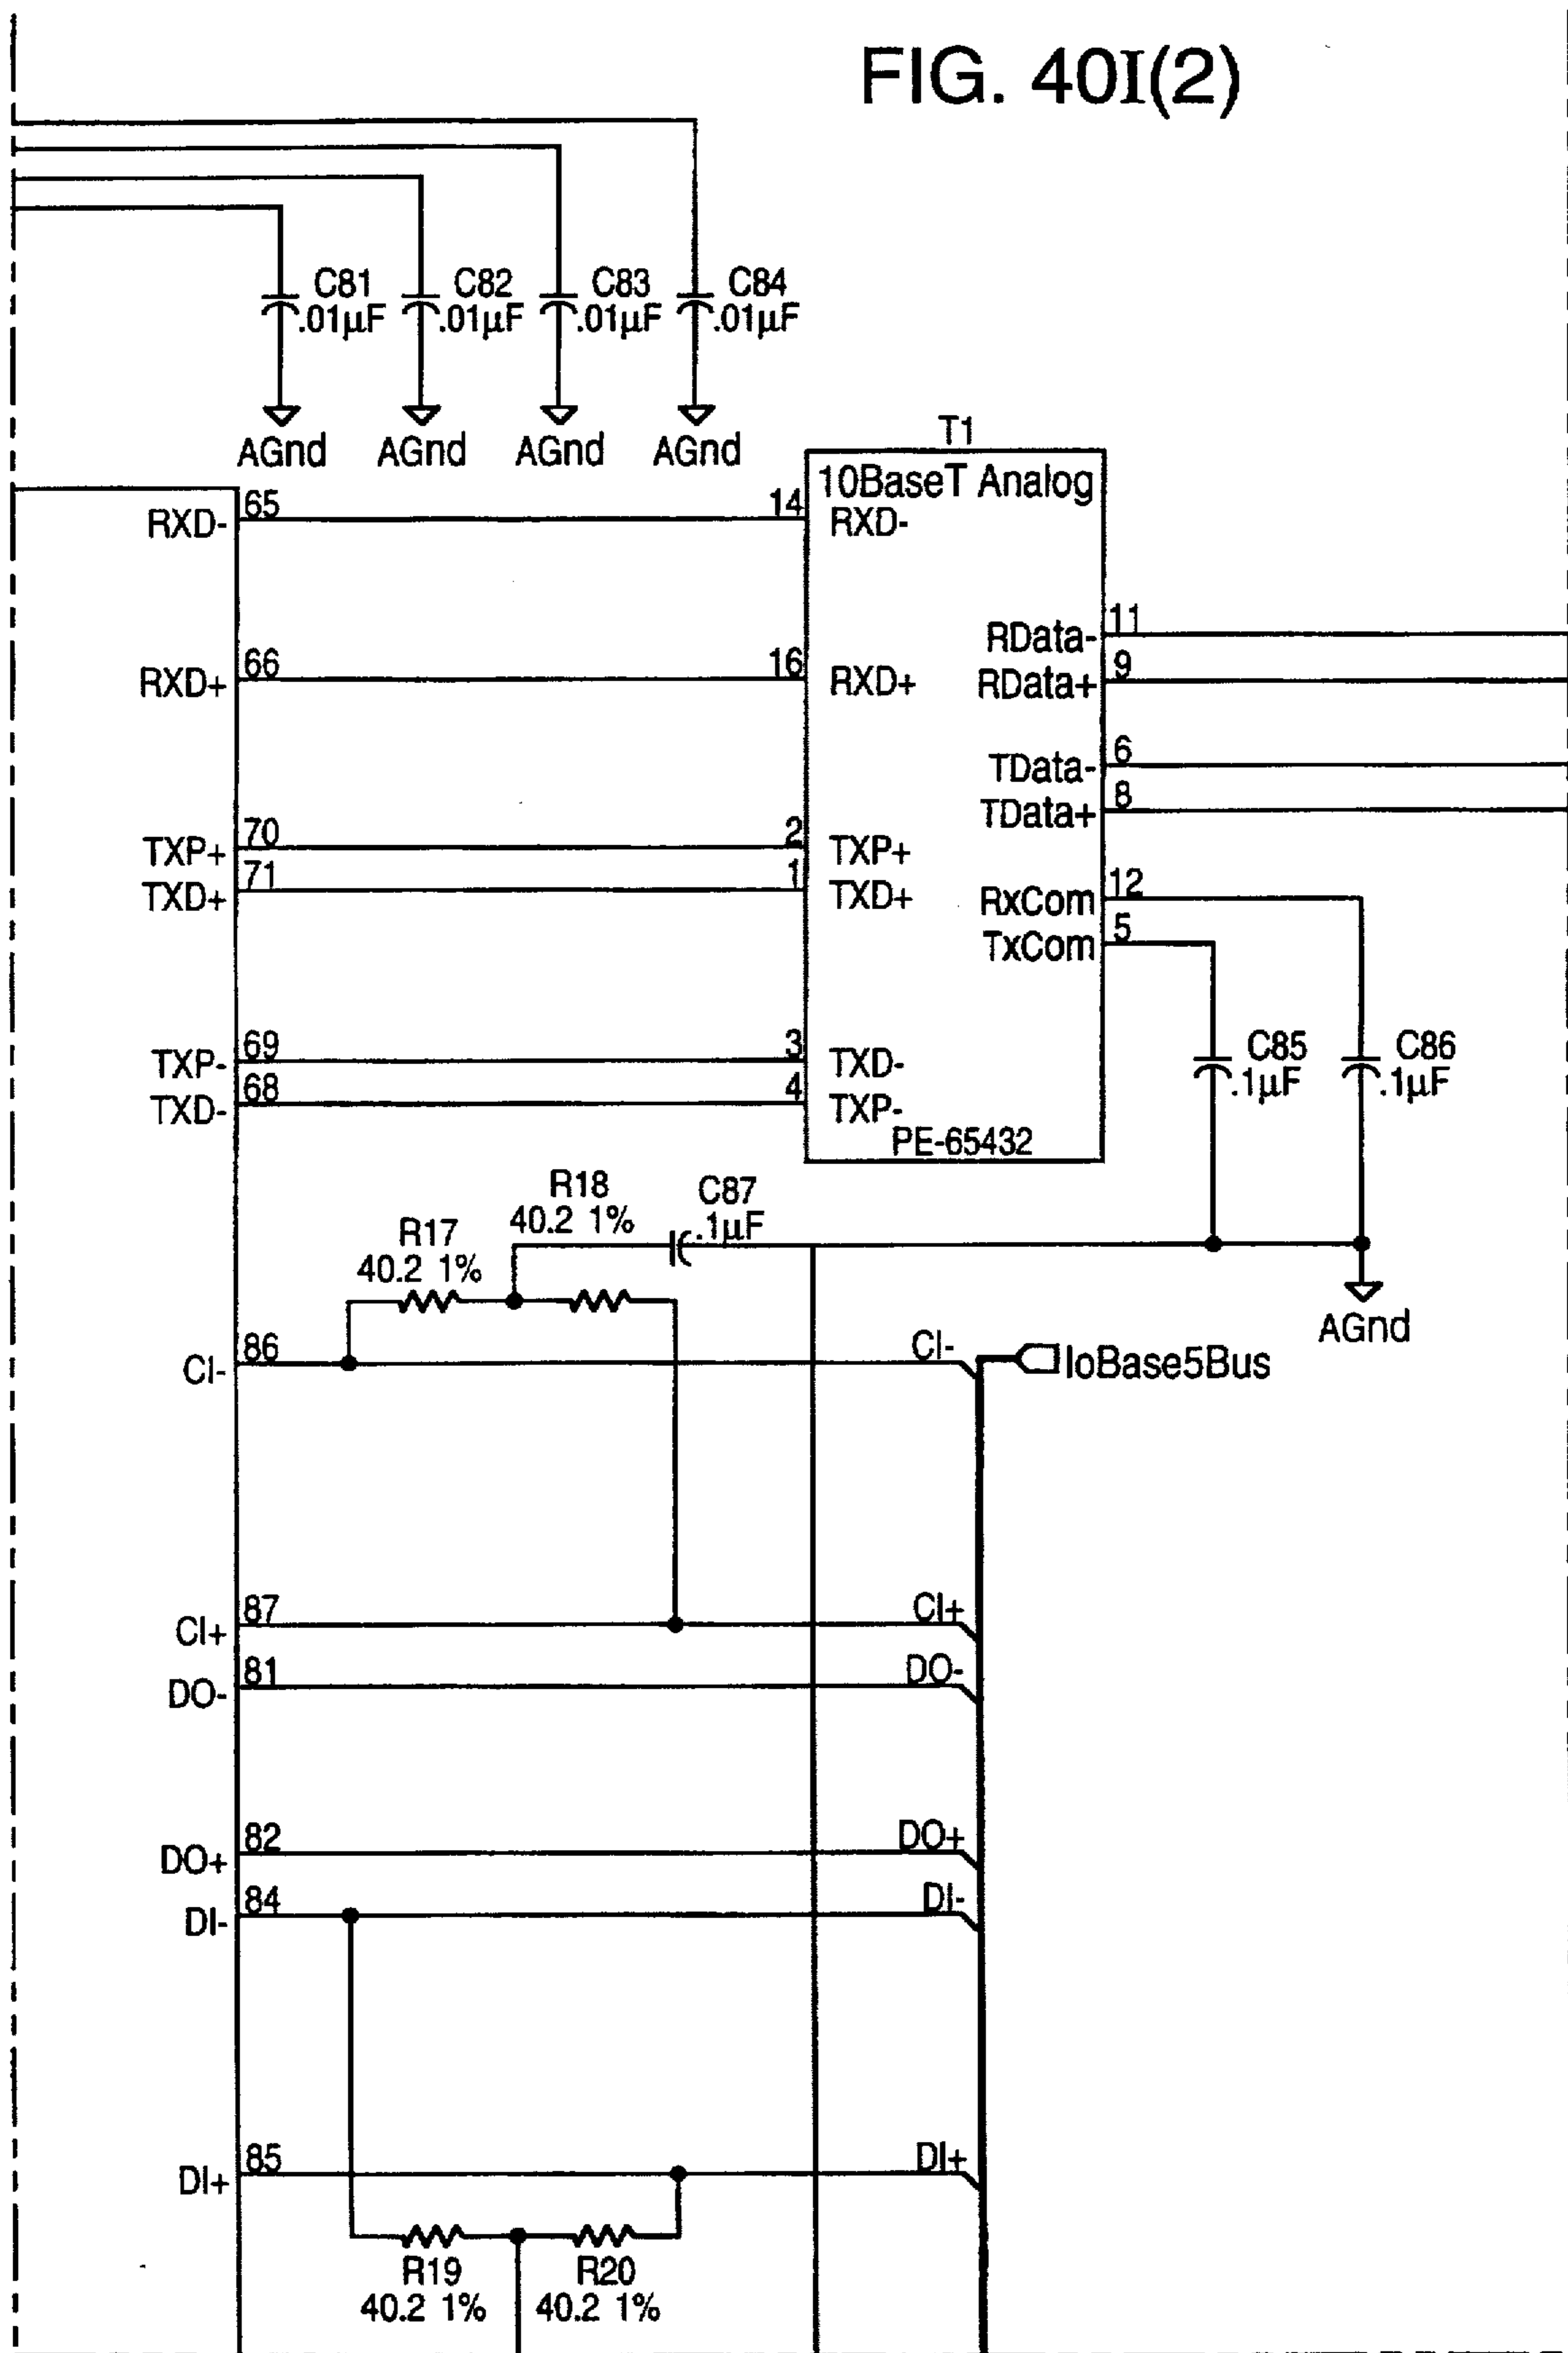 FIG. 40I(2)
C81
.01µF
C82
.01µF
C83
.01µF
C84
.01µF
AGnd
AGnd
AGnd
AGnd
T1
10BaseT Analog
RXD-
65
14
RXD-
RData-
11
RXD+
66
16
RXD+
RData+
9
TData-
6
TData+
8
TXP+
70
2
TXP+
TXD+
71
1
TXD+
RxCom
12
TxCom
5
TXP-
69
3
TXD-
C85
.1µF
C86
.1µF
TXD-
68
4
TXP-
PE-65432
R17
40.2 1%
R18
40.2 1%
C87
.1µF
AGnd
CI-
86
CI-
IoBase5Bus
CI+
87
CI+
DO-
81
DO-
DO+
82
DO+
DI-
84
DI-
DI+
85
DI+
R19
40.2 1%
R20
40.2 1%